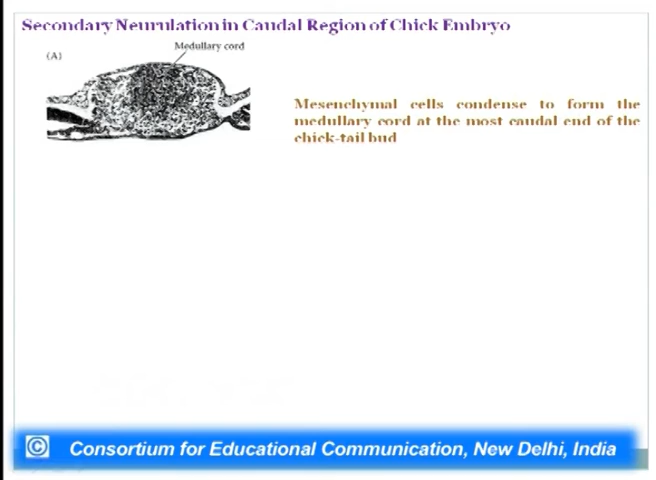 Secondary Neurulation in Caudal Region of Chick Embryo
Medullary cord
(A)
Mesenchymal cells condense to form the
medullary cord at the most caudal end of the
chick-tail bud
© Consortium for Educational Communication, New Delhi, India